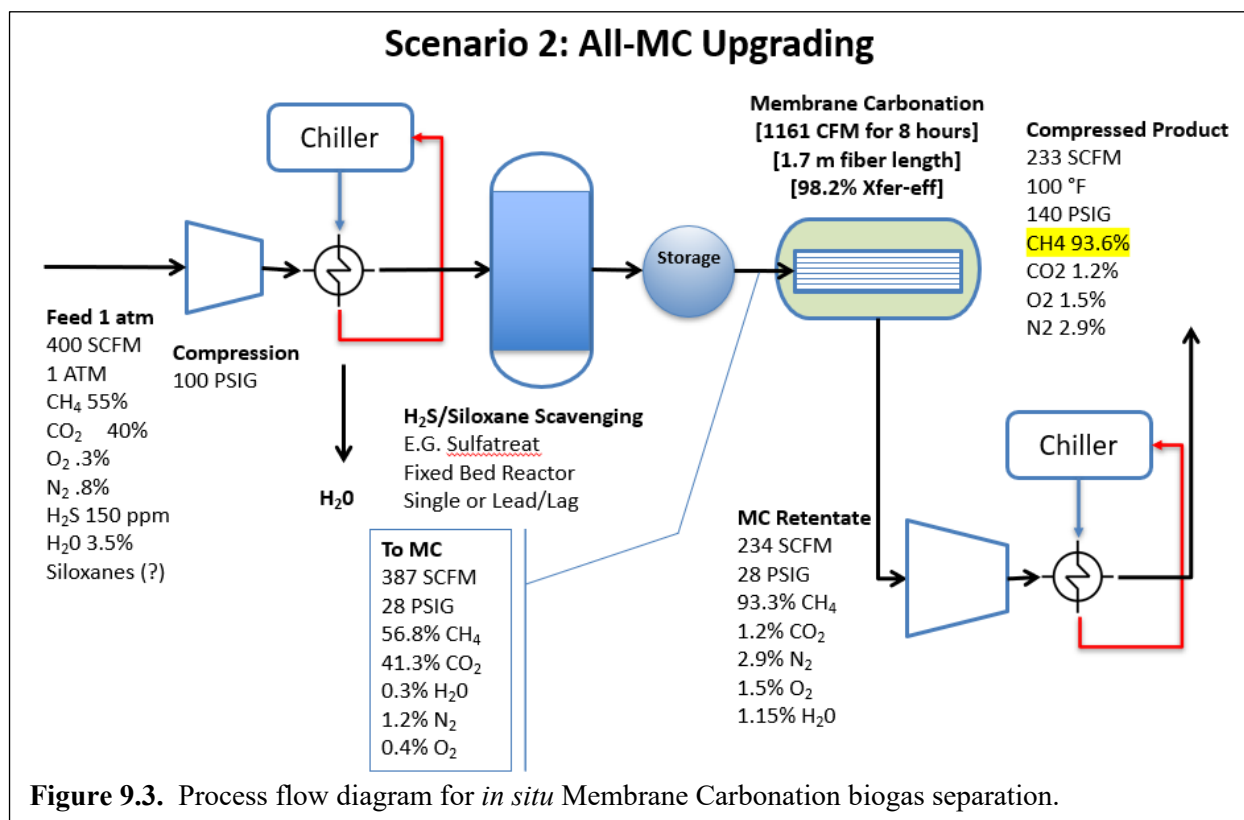 Scenario 2: All-MC Upgrading
Chiller
Feed 1 atm
400 SCFM
1 ATM
CH₄ 55%
CO₂ 40%
O₂ .3%
N₂ .8%
H₂S 150 ppm
H₂0 3.5%
Siloxanes (?)
Compression
100 PSIG
H₂0
H₂S/Siloxane Scavenging
E.G. Sulfatreat
Fixed Bed Reactor
Single or Lead/Lag
Storage
To MC
387 SCFM
28 PSIG
56.8% CH₄
41.3% CO₂
0.3% H₂0
1.2% N₂
0.4% O₂
Membrane Carbonation
[1161 CFM for 8 hours]
[1.7 m fiber length]
[98.2% Xfer-eff]
MC Retentate
234 SCFM
28 PSIG
93.3% CH₄
1.2% CO₂
2.9% N₂
1.5% O₂
1.15% H₂O
Chiller
Compressed Product
233 SCFM
100 °F
140 PSIG
CH4 93.6%
CO2 1.2%
O2 1.5%
N2 2.9%
Figure 9.3. Process flow diagram for in situ Membrane Carbonation biogas separation.